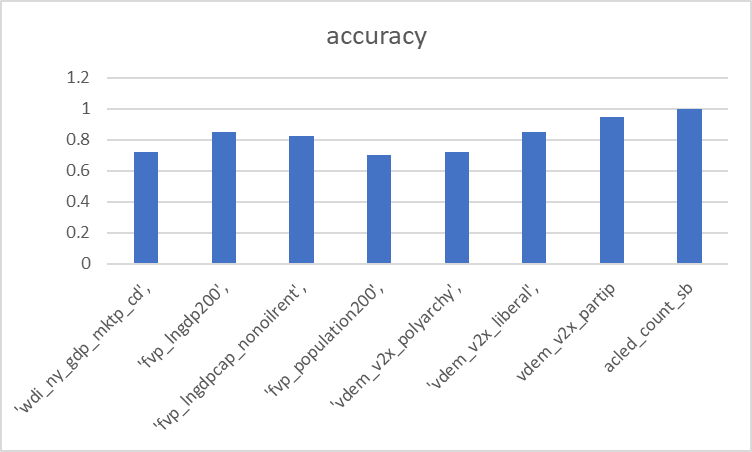 accuracy
1.2
1
0.8
0.6
0.4
0.2
0
'wdi_ny_gdp_mktp_cd',
'fvp_lngdp200',
'fvp_lngdpcap_nonoilrent',
'fvp_population200',
'vdem_v2x_polyarchy',
'vdem_v2x_liberal',
vdem_v2x_partip
acled_count_sb